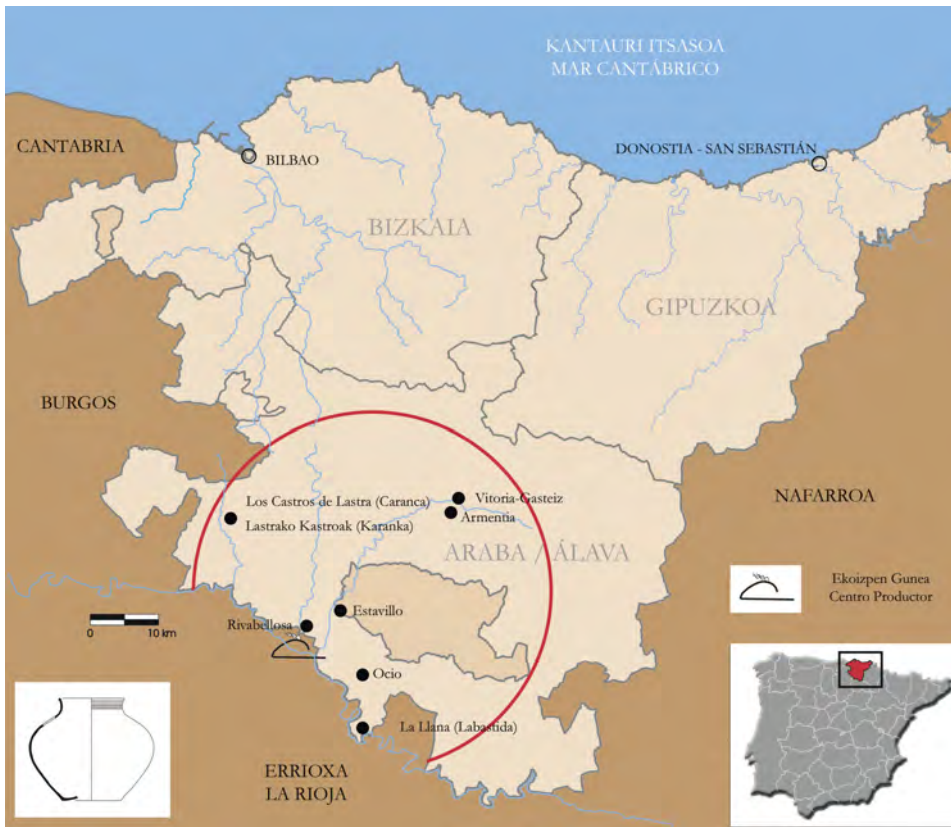 KANTAURI ITSASOA
MAR CANTÁBRICO
CANTABRIA
BILBAO
DONOSTIA - SAN SEBASTIÁN
BIZKAIA
GIPUZKOA
BURGOS
NAFARROA
Los Castros de Lastra (Caranca)
Lastrako Kastroak (Karanka)
Vitoria-Gasteiz
Armentia
ARABA / ÁLAVA
Ekoizpen Gunea
Centro Productor
Estavillo
Rivabellosa
0 10 km
Ocio
La Llana (Labastida)
ERRIOXA
LA RIOJA